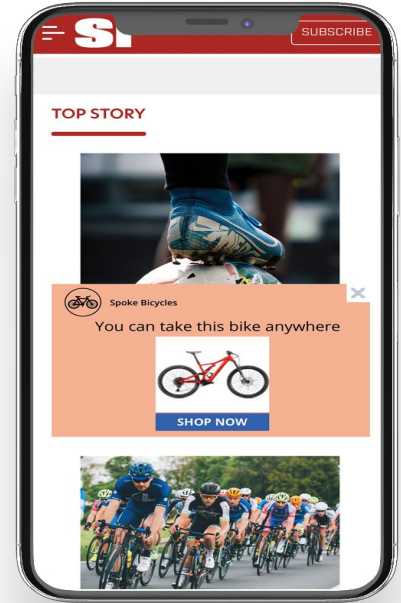 SI
SUBSCRIBE
TOP STORY
Spoke Bicycles
You can take this bike anywhere
SHOP NOW